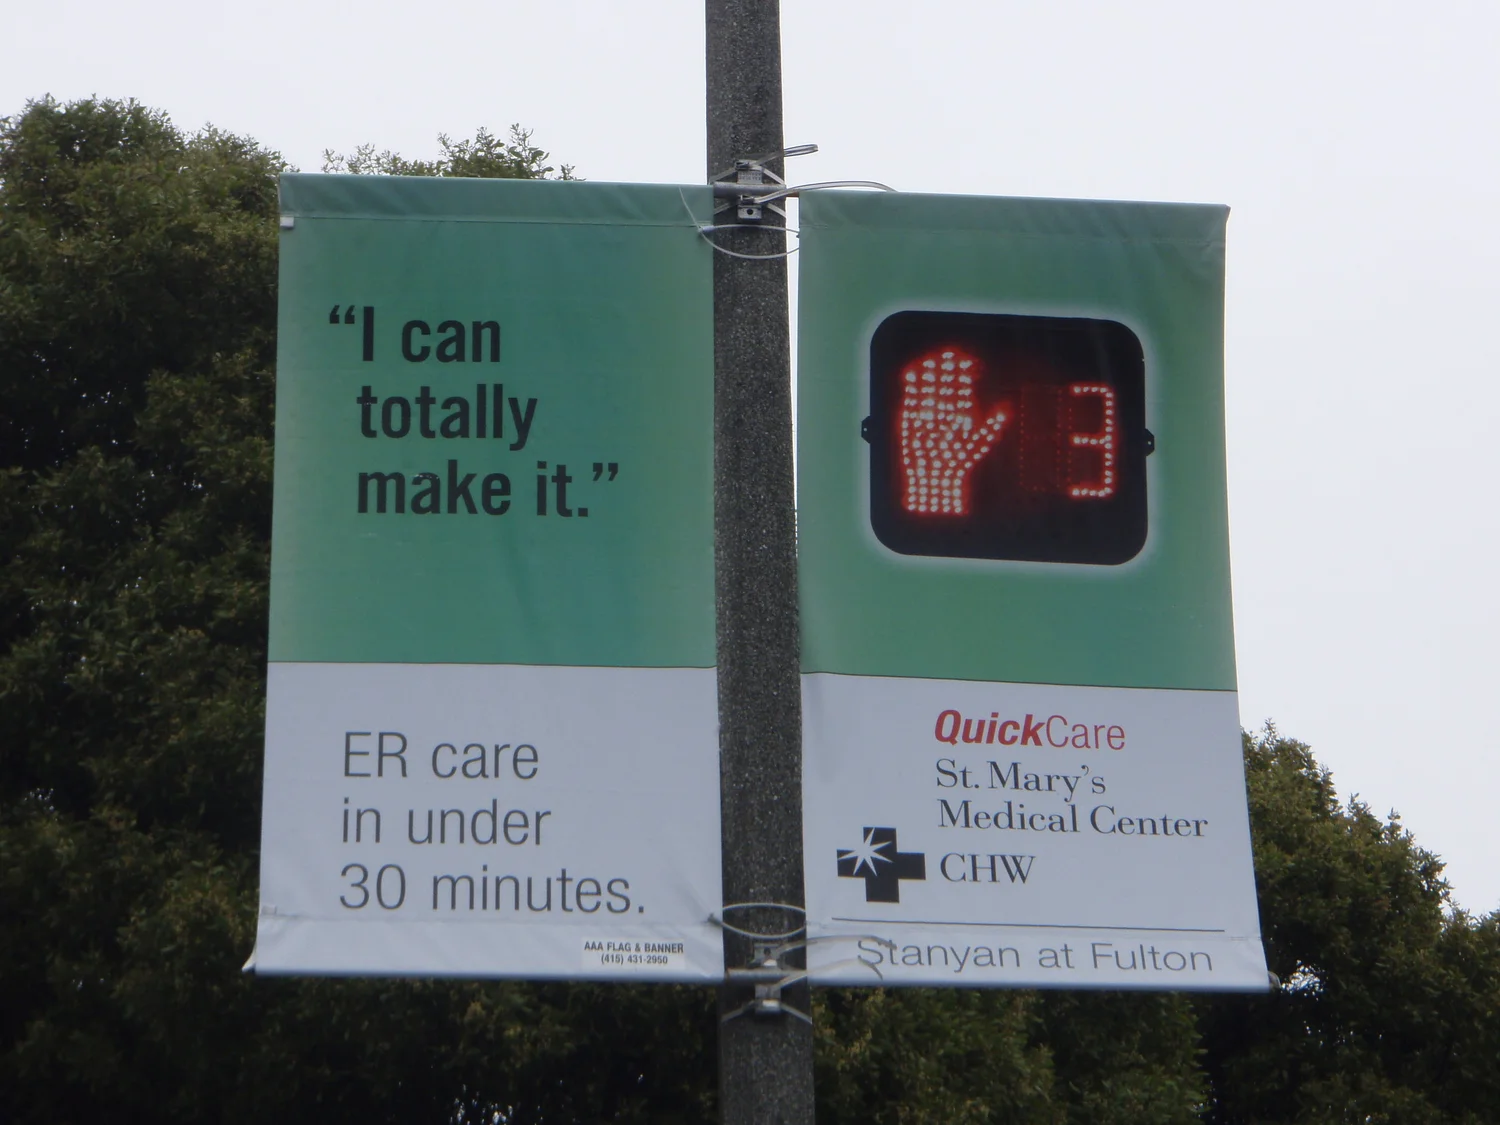 “I can
totally
make it.”
ER care
in under
30 minutes.
AAA FLAG & BANNER
(415) 431-2950
3
QuickCare
St. Mary’s
Medical Center
CHW
Stanyan at Fulton